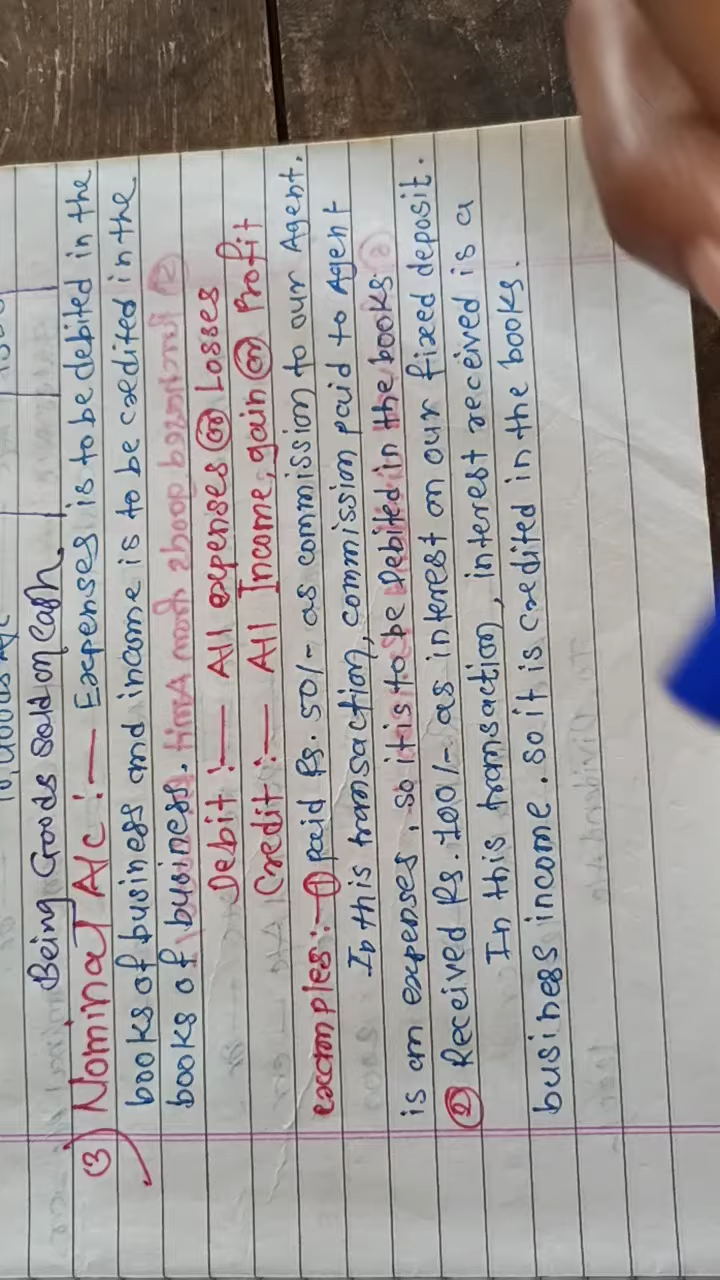 Being Goods Sold on Cash.
③ Nominal A/c :— Expenses is to be debited in the
books of business and income is to be credited in the
books of business.
Debit :— All expenses or Losses
Credit :— All Income, gain or Profit
examples:- ① paid Rs. 50/- as commission to our Agent.
In this transaction, commission paid to Agent
is an expenses, so it is to be Debited in the books.
② Received Rs. 100/- as interest on our fixed deposit.
In this transaction, interest received is a
business income. so it is credited in the books.